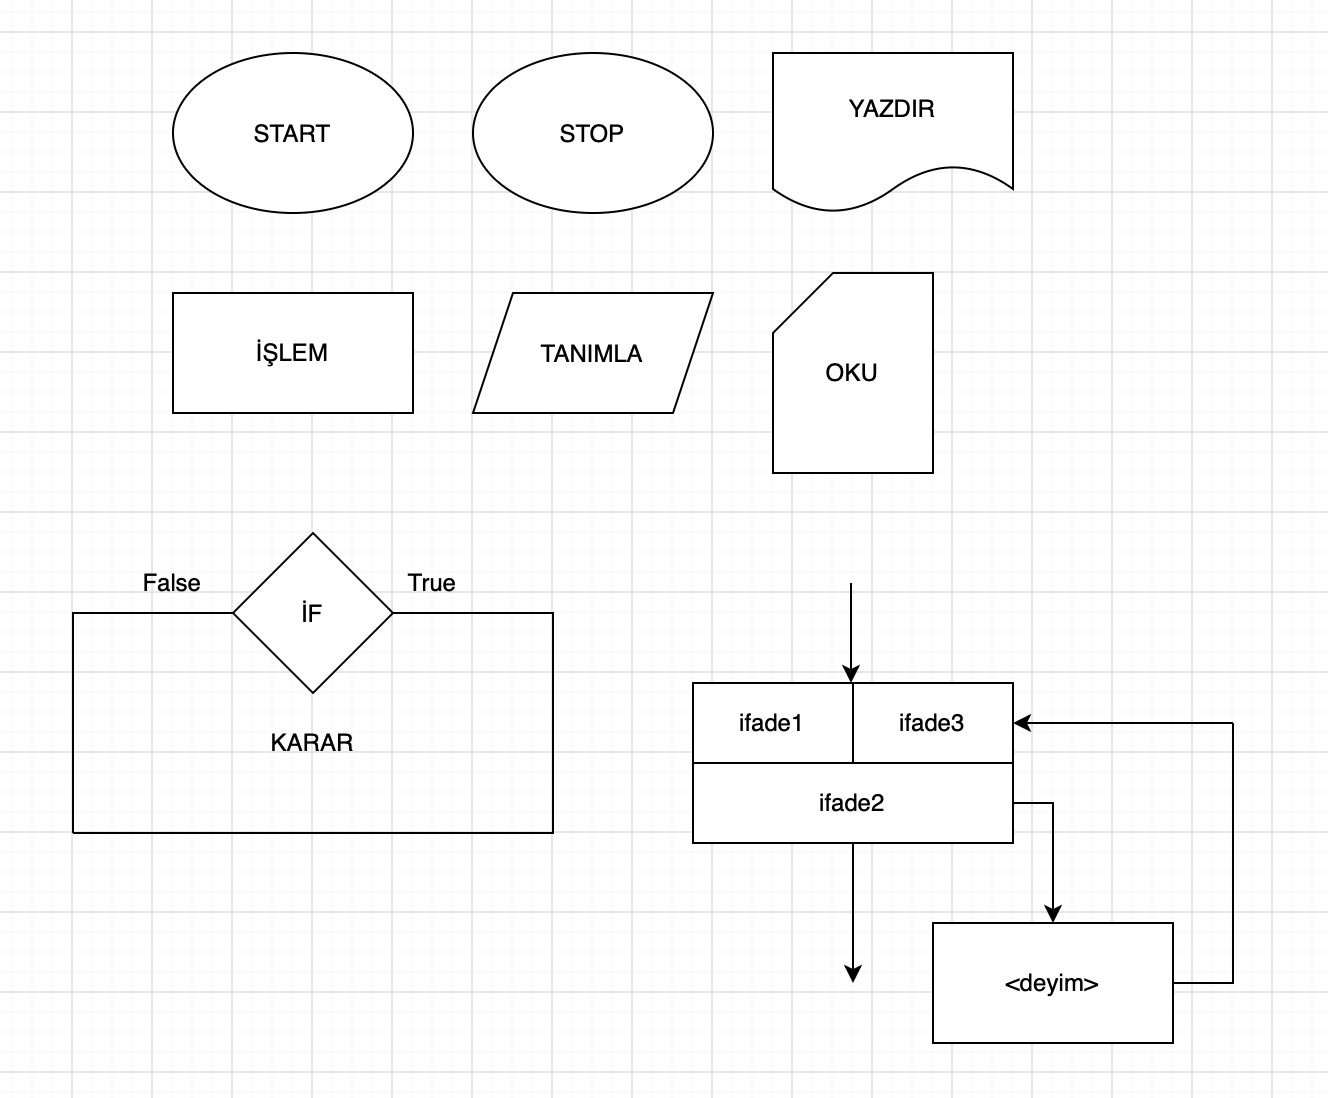 START
STOP
YAZDIR
İŞLEM
TANIMLA
OKU
False
True
İF
KARAR
ifade1
ifade3
ifade2
<deyim>